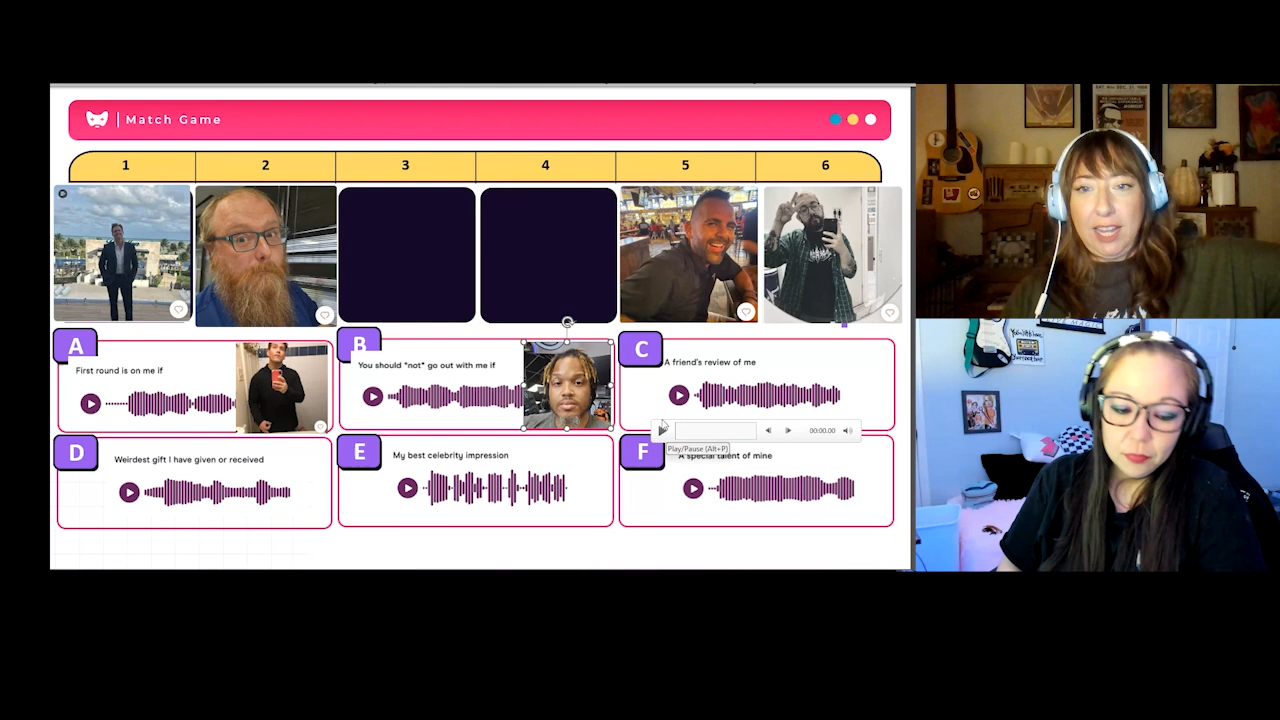 Match Game
1 2 3 4 5 6
A
First round is on me if
B
You should *not* go out with me if
C
A friend's review of me
00:00.00
Play/Pause (Alt+P)
D
Weirdest gift I have given or received
E
My best celebrity impression
F
A special talent of mine